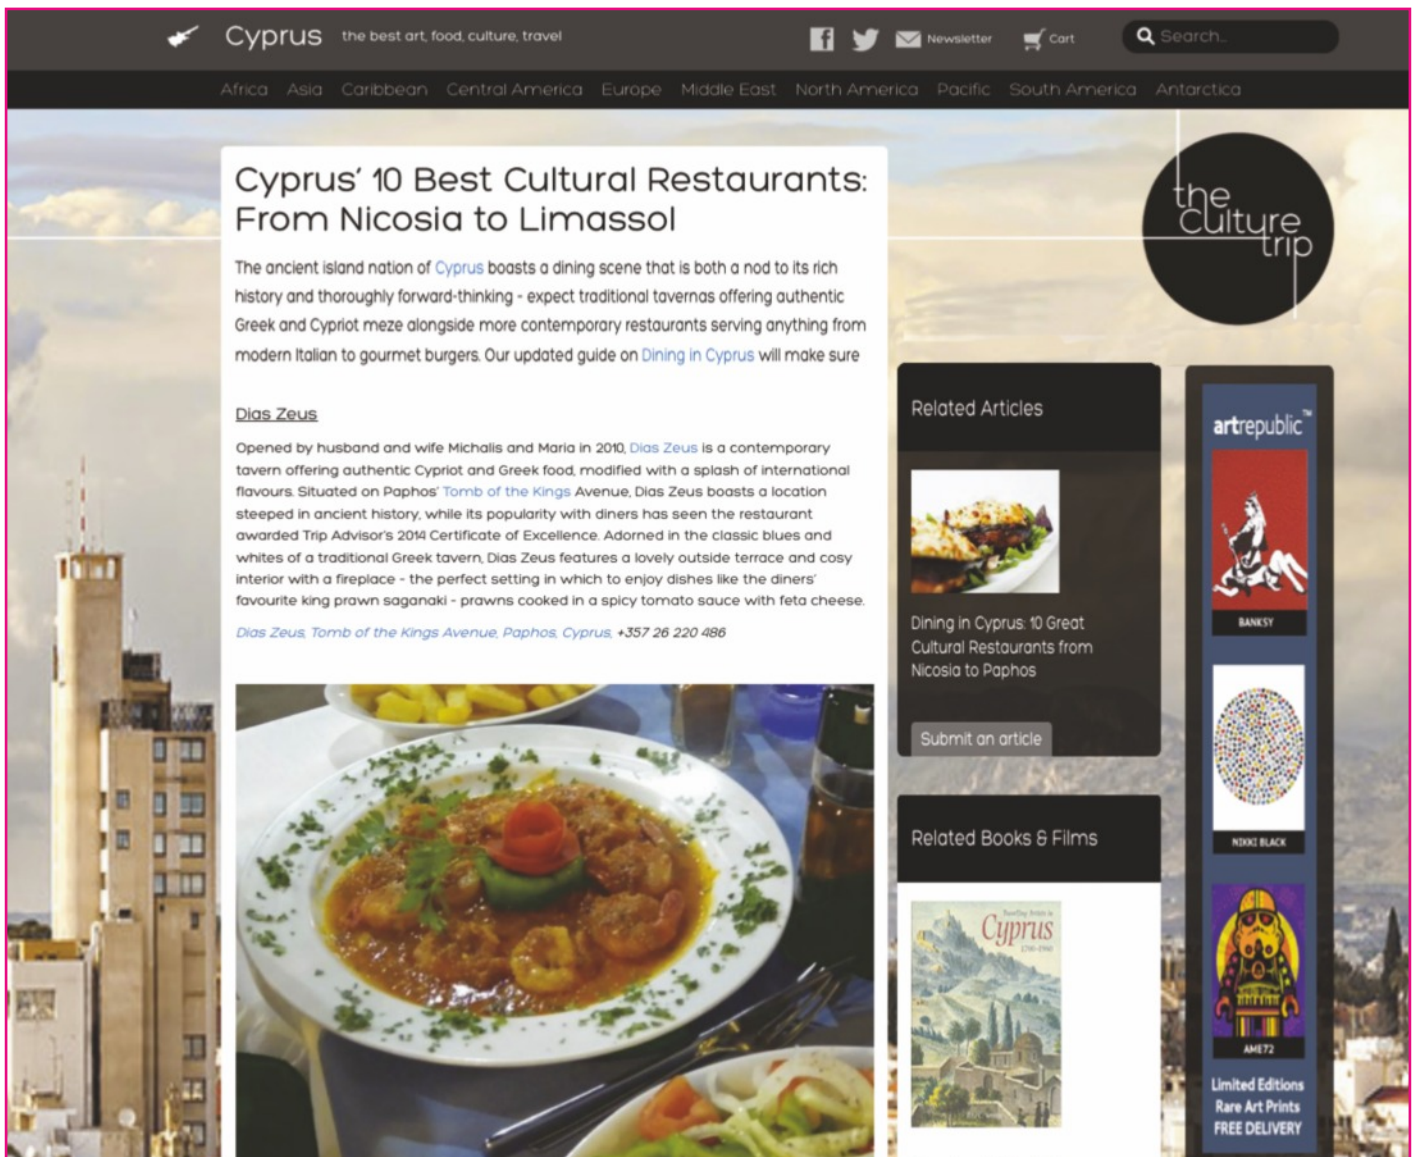 Cyprus
the best art, food, culture, travel
Newsletter
Cart
Search..
Africa Asia Caribbean Central America Europe Middle East North America Pacific South America Antarctica
the
Culture
trip
Cyprus' 10 Best Cultural Restaurants:
From Nicosia to Limassol
The ancient island nation of Cyprus boasts a dining scene that is both a nod to its rich
history and thoroughly forward-thinking - expect traditional tavernas offering authentic
Greek and Cypriot meze alongside more contemporary restaurants serving anything from
modern Italian to gourmet burgers. Our updated guide on Dining in Cyprus will make sure
Dias Zeus
Opened by husband and wife Michalis and Maria in 2010, Dias Zeus is a contemporary
tavern offering authentic Cypriot and Greek food, modified with a splash of international
flavours. Situated on Paphos' Tomb of the Kings Avenue, Dias Zeus boasts a location
steeped in ancient history, while its popularity with diners has seen the restaurant
awarded Trip Advisor's 2014 Certificate of Excellence. Adorned in the classic blues and
whites of a traditional Greek tavern, Dias Zeus features a lovely outside terrace and cosy
interior with a fireplace - the perfect setting in which to enjoy dishes like the diners'
favourite king prawn saganaki - prawns cooked in a spicy tomato sauce with feta cheese.
Dias Zeus, Tomb of the Kings Avenue, Paphos, Cyprus, +357 26 220 486
Related Articles
Dining in Cyprus: 10 Great
Cultural Restaurants from
Nicosia to Paphos
Submit an article
Related Books & Films
Cyprus
artrepublic™
BANKSY
NIKKI BLACK
AME72
Limited Editions
Rare Art Prints
FREE DELIVERY